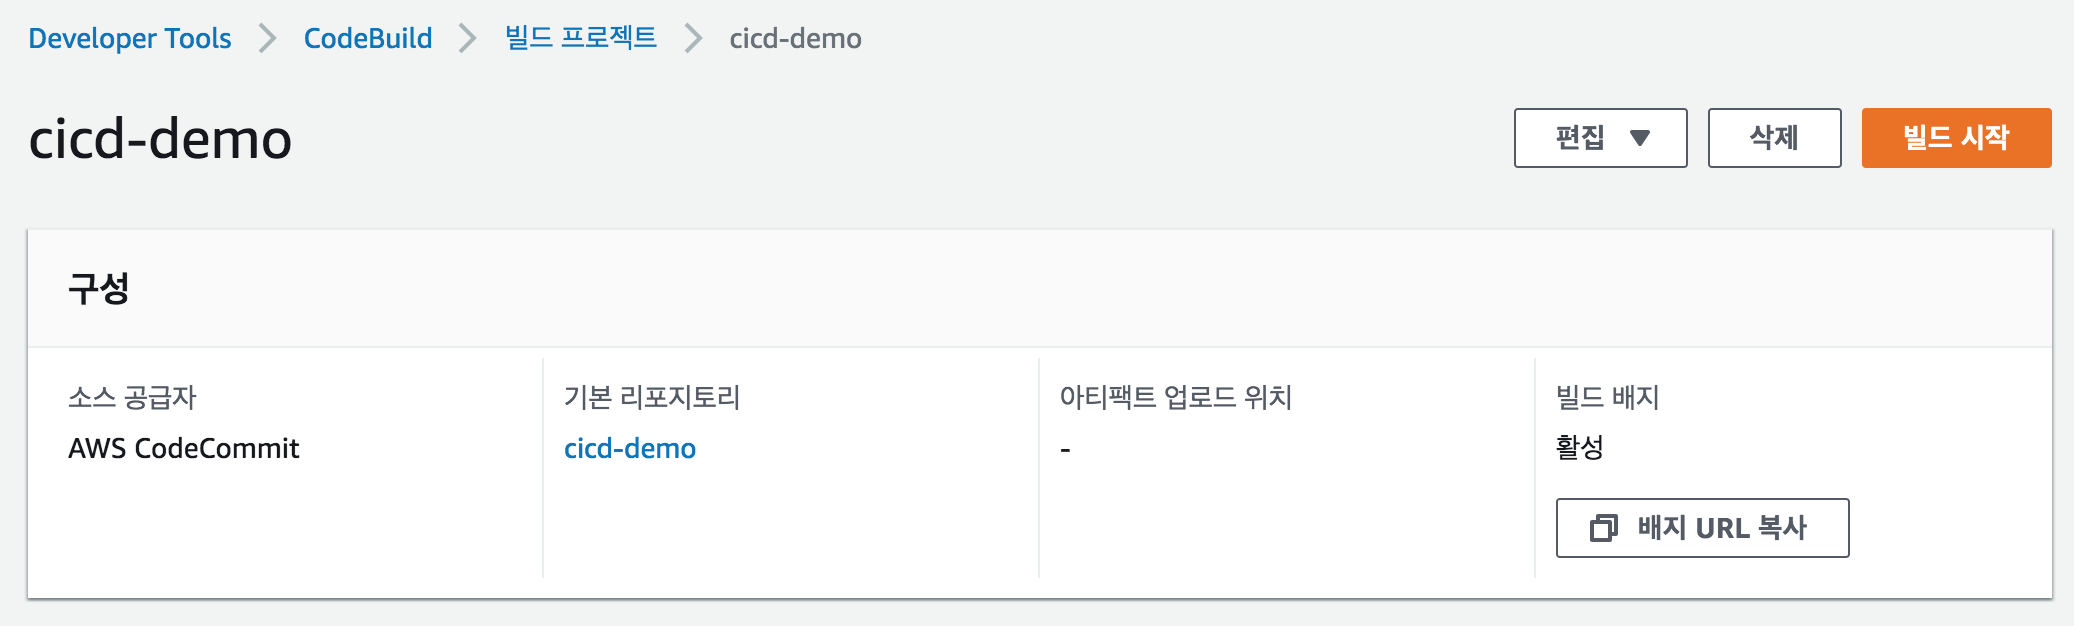 Developer Tools > CodeBuild > 빌드 프로젝트 > cicd-demo
cicd-demo
편집 ▼
삭제
빌드 시작
구성
소스 공급자
AWS CodeCommit
기본 리포지토리
cicd-demo
아티팩트 업로드 위치
-
빌드 배지
활성
배지 URL 복사